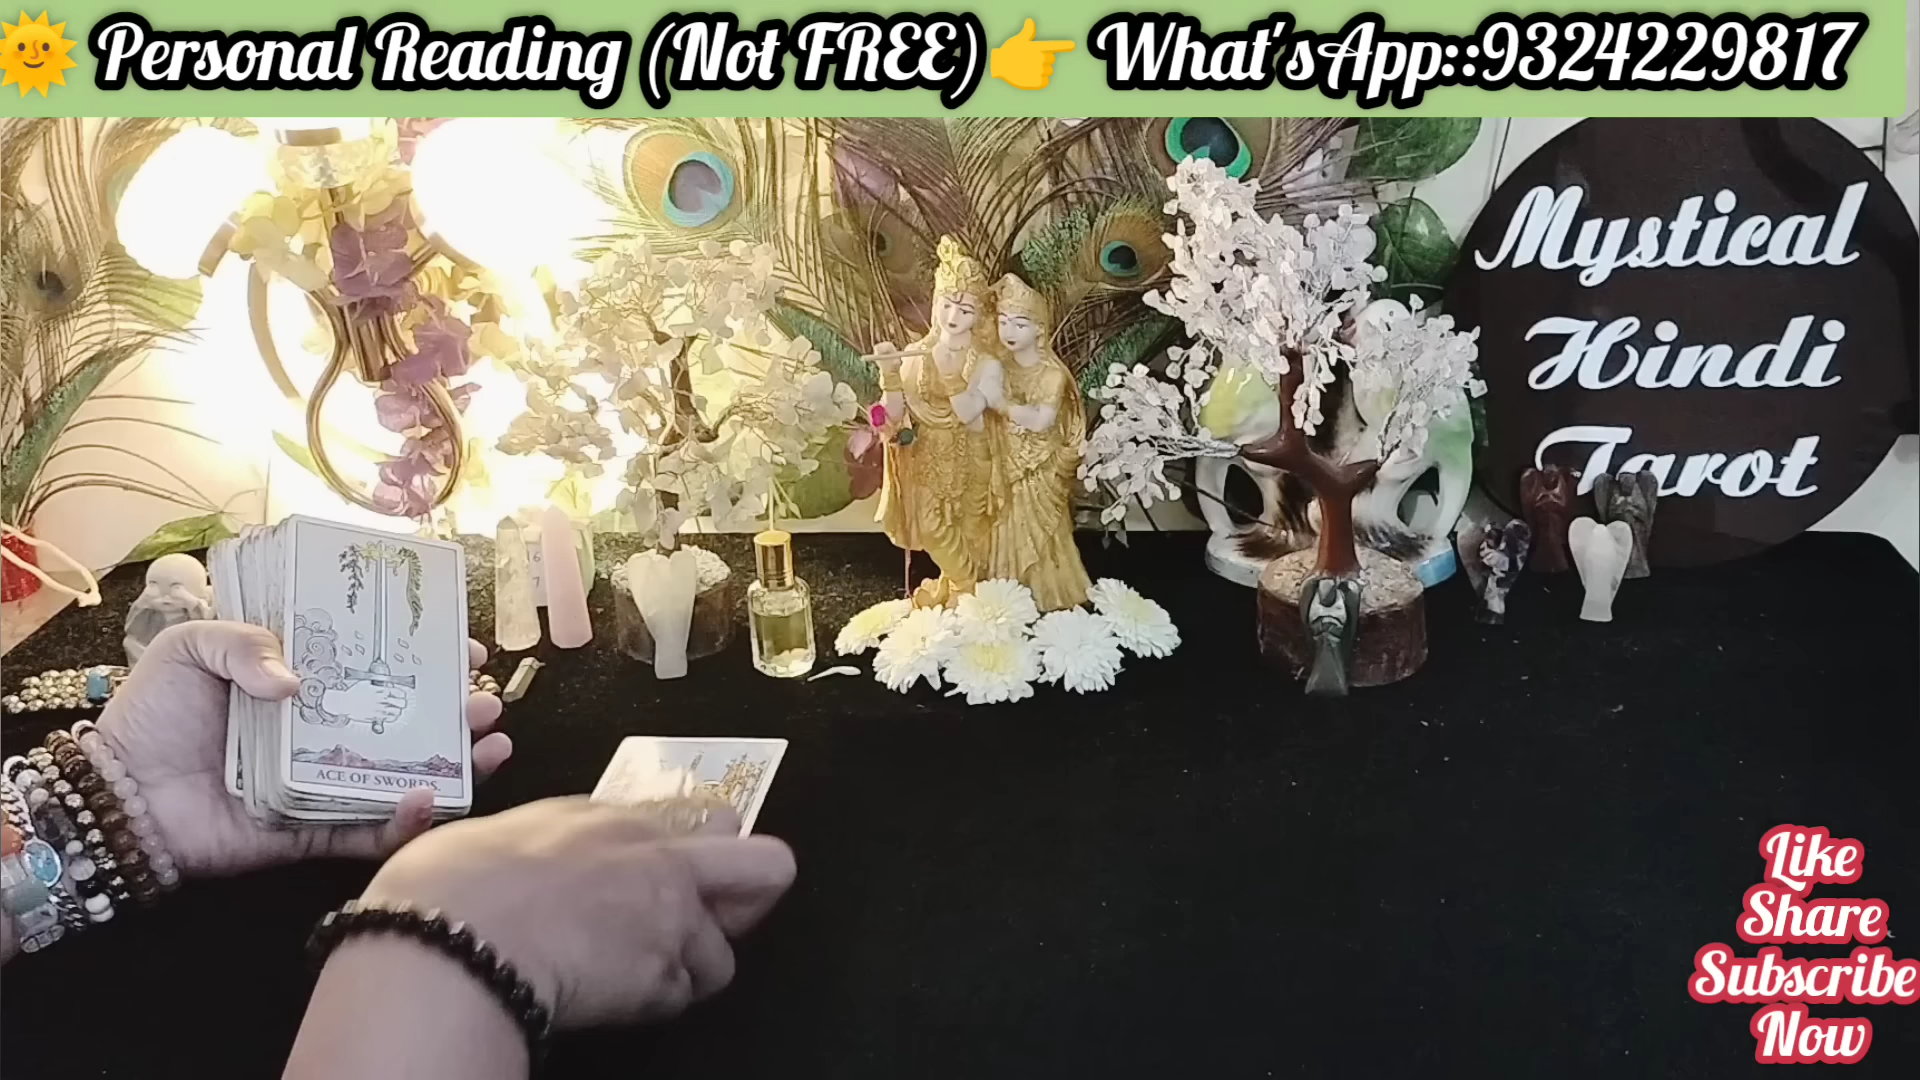 Personal Reading (Not FREE)👉 What'sApp::9324229817
Mystical
Hindi
Tarot
ACE OF SWORDS.
Like
Share
Subscribe
Now